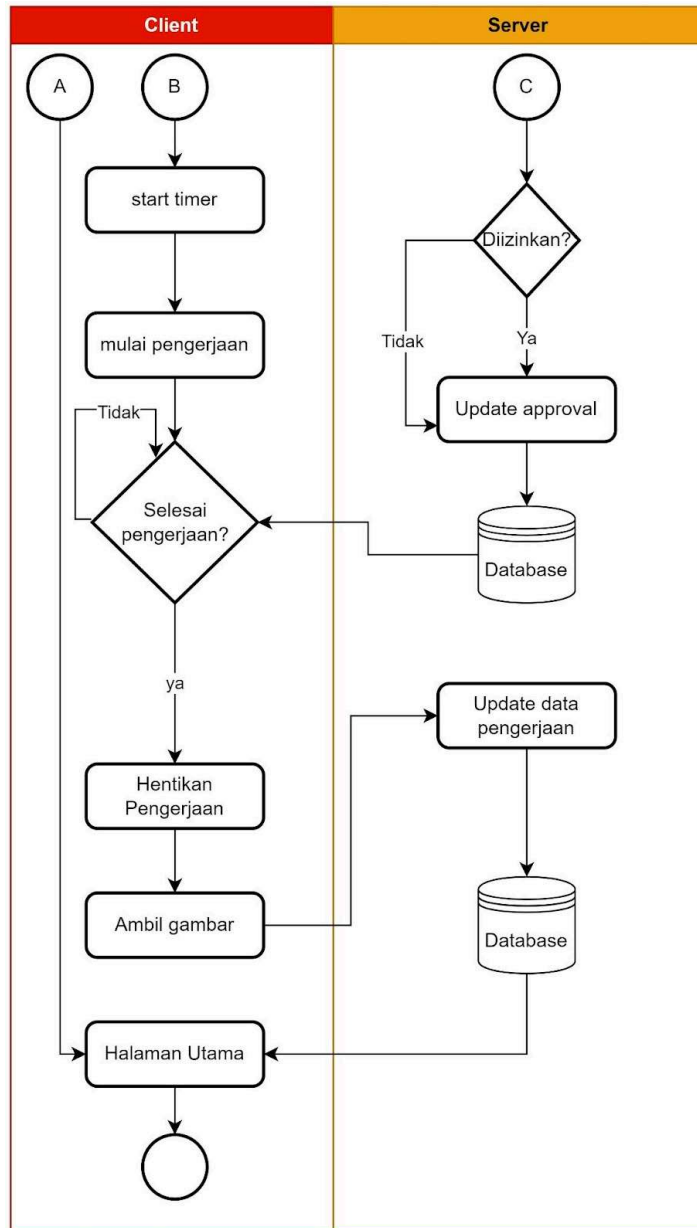 Client
Server
A
B
C
start timer
Diizinkan?
mulai pengerjaan
Tidak
Ya
Update approval
Tidak
Selesai
pengerjaan?
Database
ya
Update data
pengerjaan
Hentikan
Pengerjaan
Ambil gambar
Database
Halaman Utama